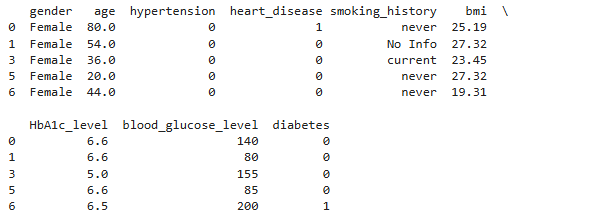 gender   age  hypertension  heart_disease smoking_history    bmi  \
0  Female  80.0             0              1           never  25.19
1  Female  54.0             0              0         No Info  27.32
3  Female  36.0             0              0         current  23.45
5  Female  20.0             0              0           never  27.32
6  Female  44.0             0              0           never  19.31

   HbA1c_level  blood_glucose_level  diabetes
0          6.6                  140         0
1          6.6                   80         0
3          5.0                  155         0
5          6.6                   85         0
6          6.5                  200         1